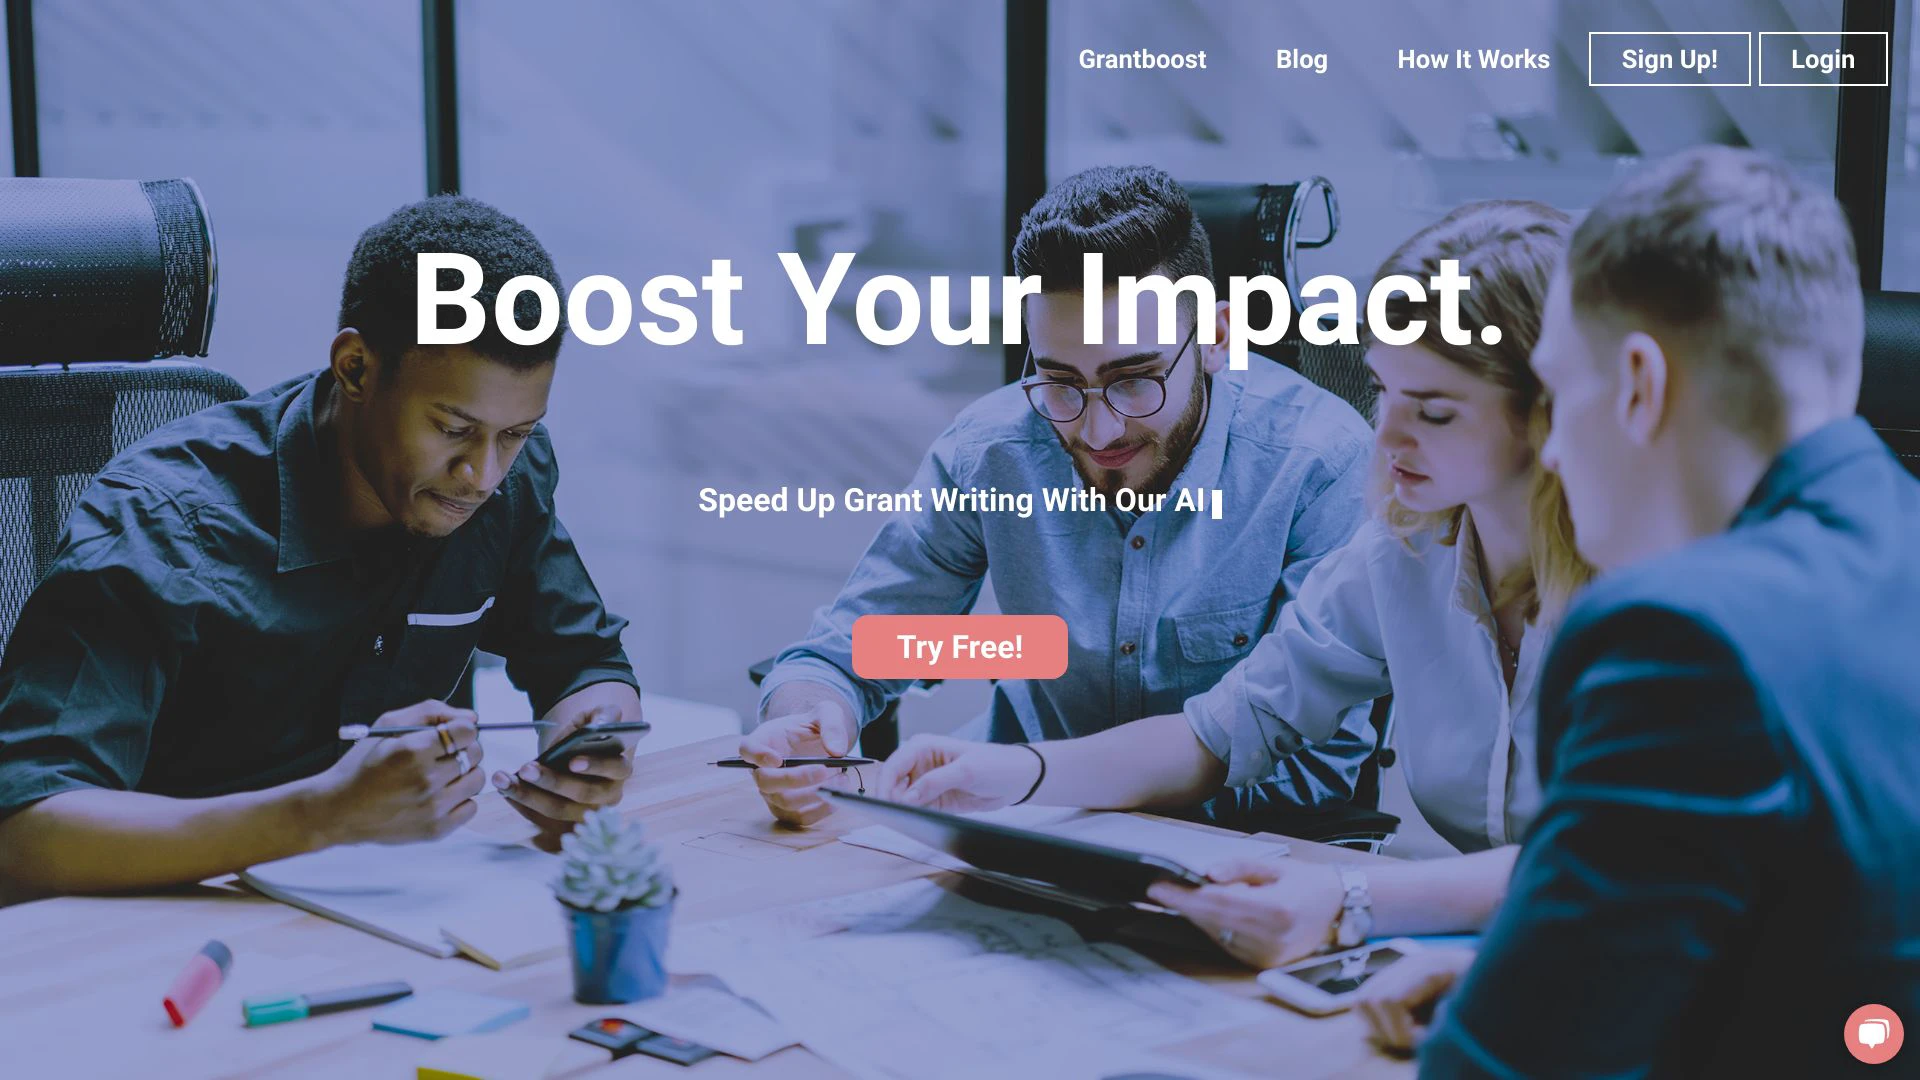 Grantboost Blog How It Works Sign Up! Login
Boost Your Impact.
Speed Up Grant Writing With Our AI
Try Free!